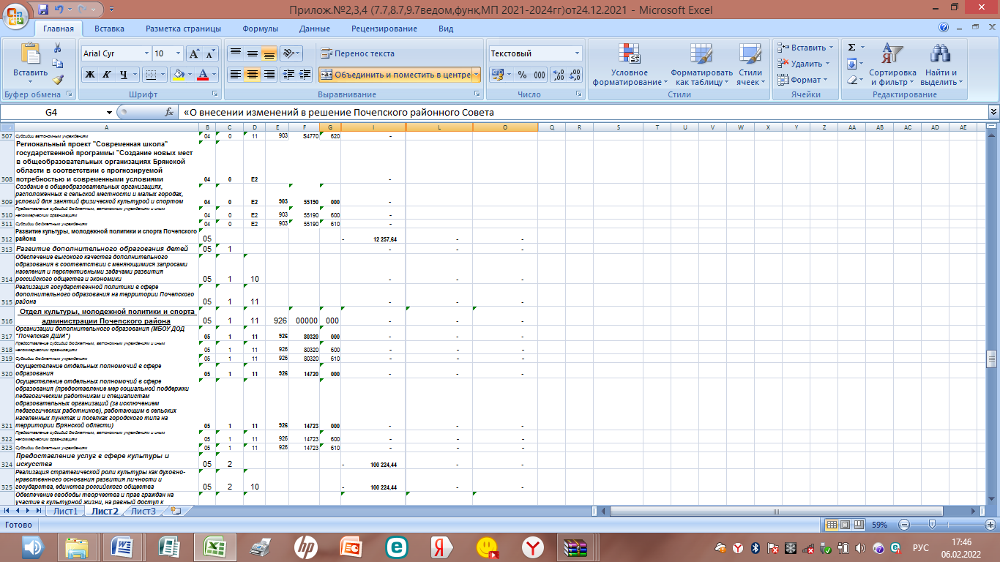 Прилож.№2,3,4 (7.7,8.7,9.7ведом,функ,МП 2021-2024гг)от24.12.2021 - Microsoft Excel
Главная Вставка Разметка страницы Формулы Данные Рецензирование Вид
Arial Cyr 10 Перенос текста Текстовый Вставить Σ
Вставить Ж К Ч Объединить и поместить в центре % 000 Условное форматирование Форматировать как таблицу Стили ячеек Удалить Формат Сортировка и фильтр Найти и выделить
Буфер обмена Шрифт Выравнивание Число Стили Ячейки Редактирование
G4 fx «О внесении изменений в решение Почепского районного Совета
A B C D E F G I L O Q R S T U V W X Y Z AA AB AC AD AE
307 Субсидии автономным учреждениям 04 0 11 903 S4770 620 -
Региональный проект "Современная школа"
государственной программы "Создание новых мест
в общеобразовательных организациях Брянской
области в соответствии с прогнозируемой
308 потребностью и современными условиями 04 0 E2 -
Создание в общеобразовательных организациях,
расположенных в сельской местности и малых городах,
309 условий для занятий физической культурой и спортом 04 0 E2 903 55190 000 -
Предоставление субсидий бюджетным, автономным учреждениям и иным
310 некоммерческим организациям 04 0 E2 903 55190 600 -
311 Субсидии бюджетным учреждениям 04 0 E2 903 55190 610 -
Развитие культуры, молодежной политики и спорта Почепского
312 района 05 - 12 257,64 - -
313 Развитие дополнительного образования детей 05 1 - - -
Обеспечение высокого качества дополнительного
образования в соответствии с меняющимися запросами
населения и перспективными задачами развития
314 российского общества и экономики 05 1 10 - - -
Реализация государственной политики в сфере
дополнительного образования на территории Почепского
315 района 05 1 11 - - -
Отдел культуры, молодежной политики и спорта
316 администрации Почепского района 05 1 11 926 00000 000 - - -
Организации дополнительного образования (МБОУ ДОД
317 "Почепская ДШИ") 05 1 11 926 80320 000 - - -
Предоставление субсидий бюджетным, автономным учреждениям и иным
318 некоммерческим организациям 05 1 11 926 80320 600 - - -
319 Субсидии бюджетным учреждениям 05 1 11 926 80320 610 - - -
Осуществление отдельных полномочий в сфере
320 образования 05 1 11 926 14720 000 - - -
Осуществление отдельных полномочий в сфере
образования (предоставление мер социальной поддержки
педагогическим работникам и специалистам
образовательных организаций (за исключением
педагогических работников), работающим в сельских
населенных пунктах и поселках городского типа на
321 территории Брянской области) 05 1 11 926 14723 000 - - -
Предоставление субсидий бюджетным, автономным учреждениям и иным
322 некоммерческим организациям 05 1 11 926 14723 600 - - -
323 Субсидии бюджетным учреждениям 05 1 11 926 14723 610 - - -
Предоставление услуг в сфере культуры и
324 искусства 05 2 - 100 224,44 - -
Реализация стратегической роли культуры как духовно-
нравственного основания развития личности и
325 государства, единства российского общества 05 2 10 - 100 224,44 - -
Обеспечение свободы творчества и прав граждан на
участие в культурной жизни, на равный доступ к
Лист1 Лист2 Лист3
Готово 59%
РУС 17:46
06.02.2022